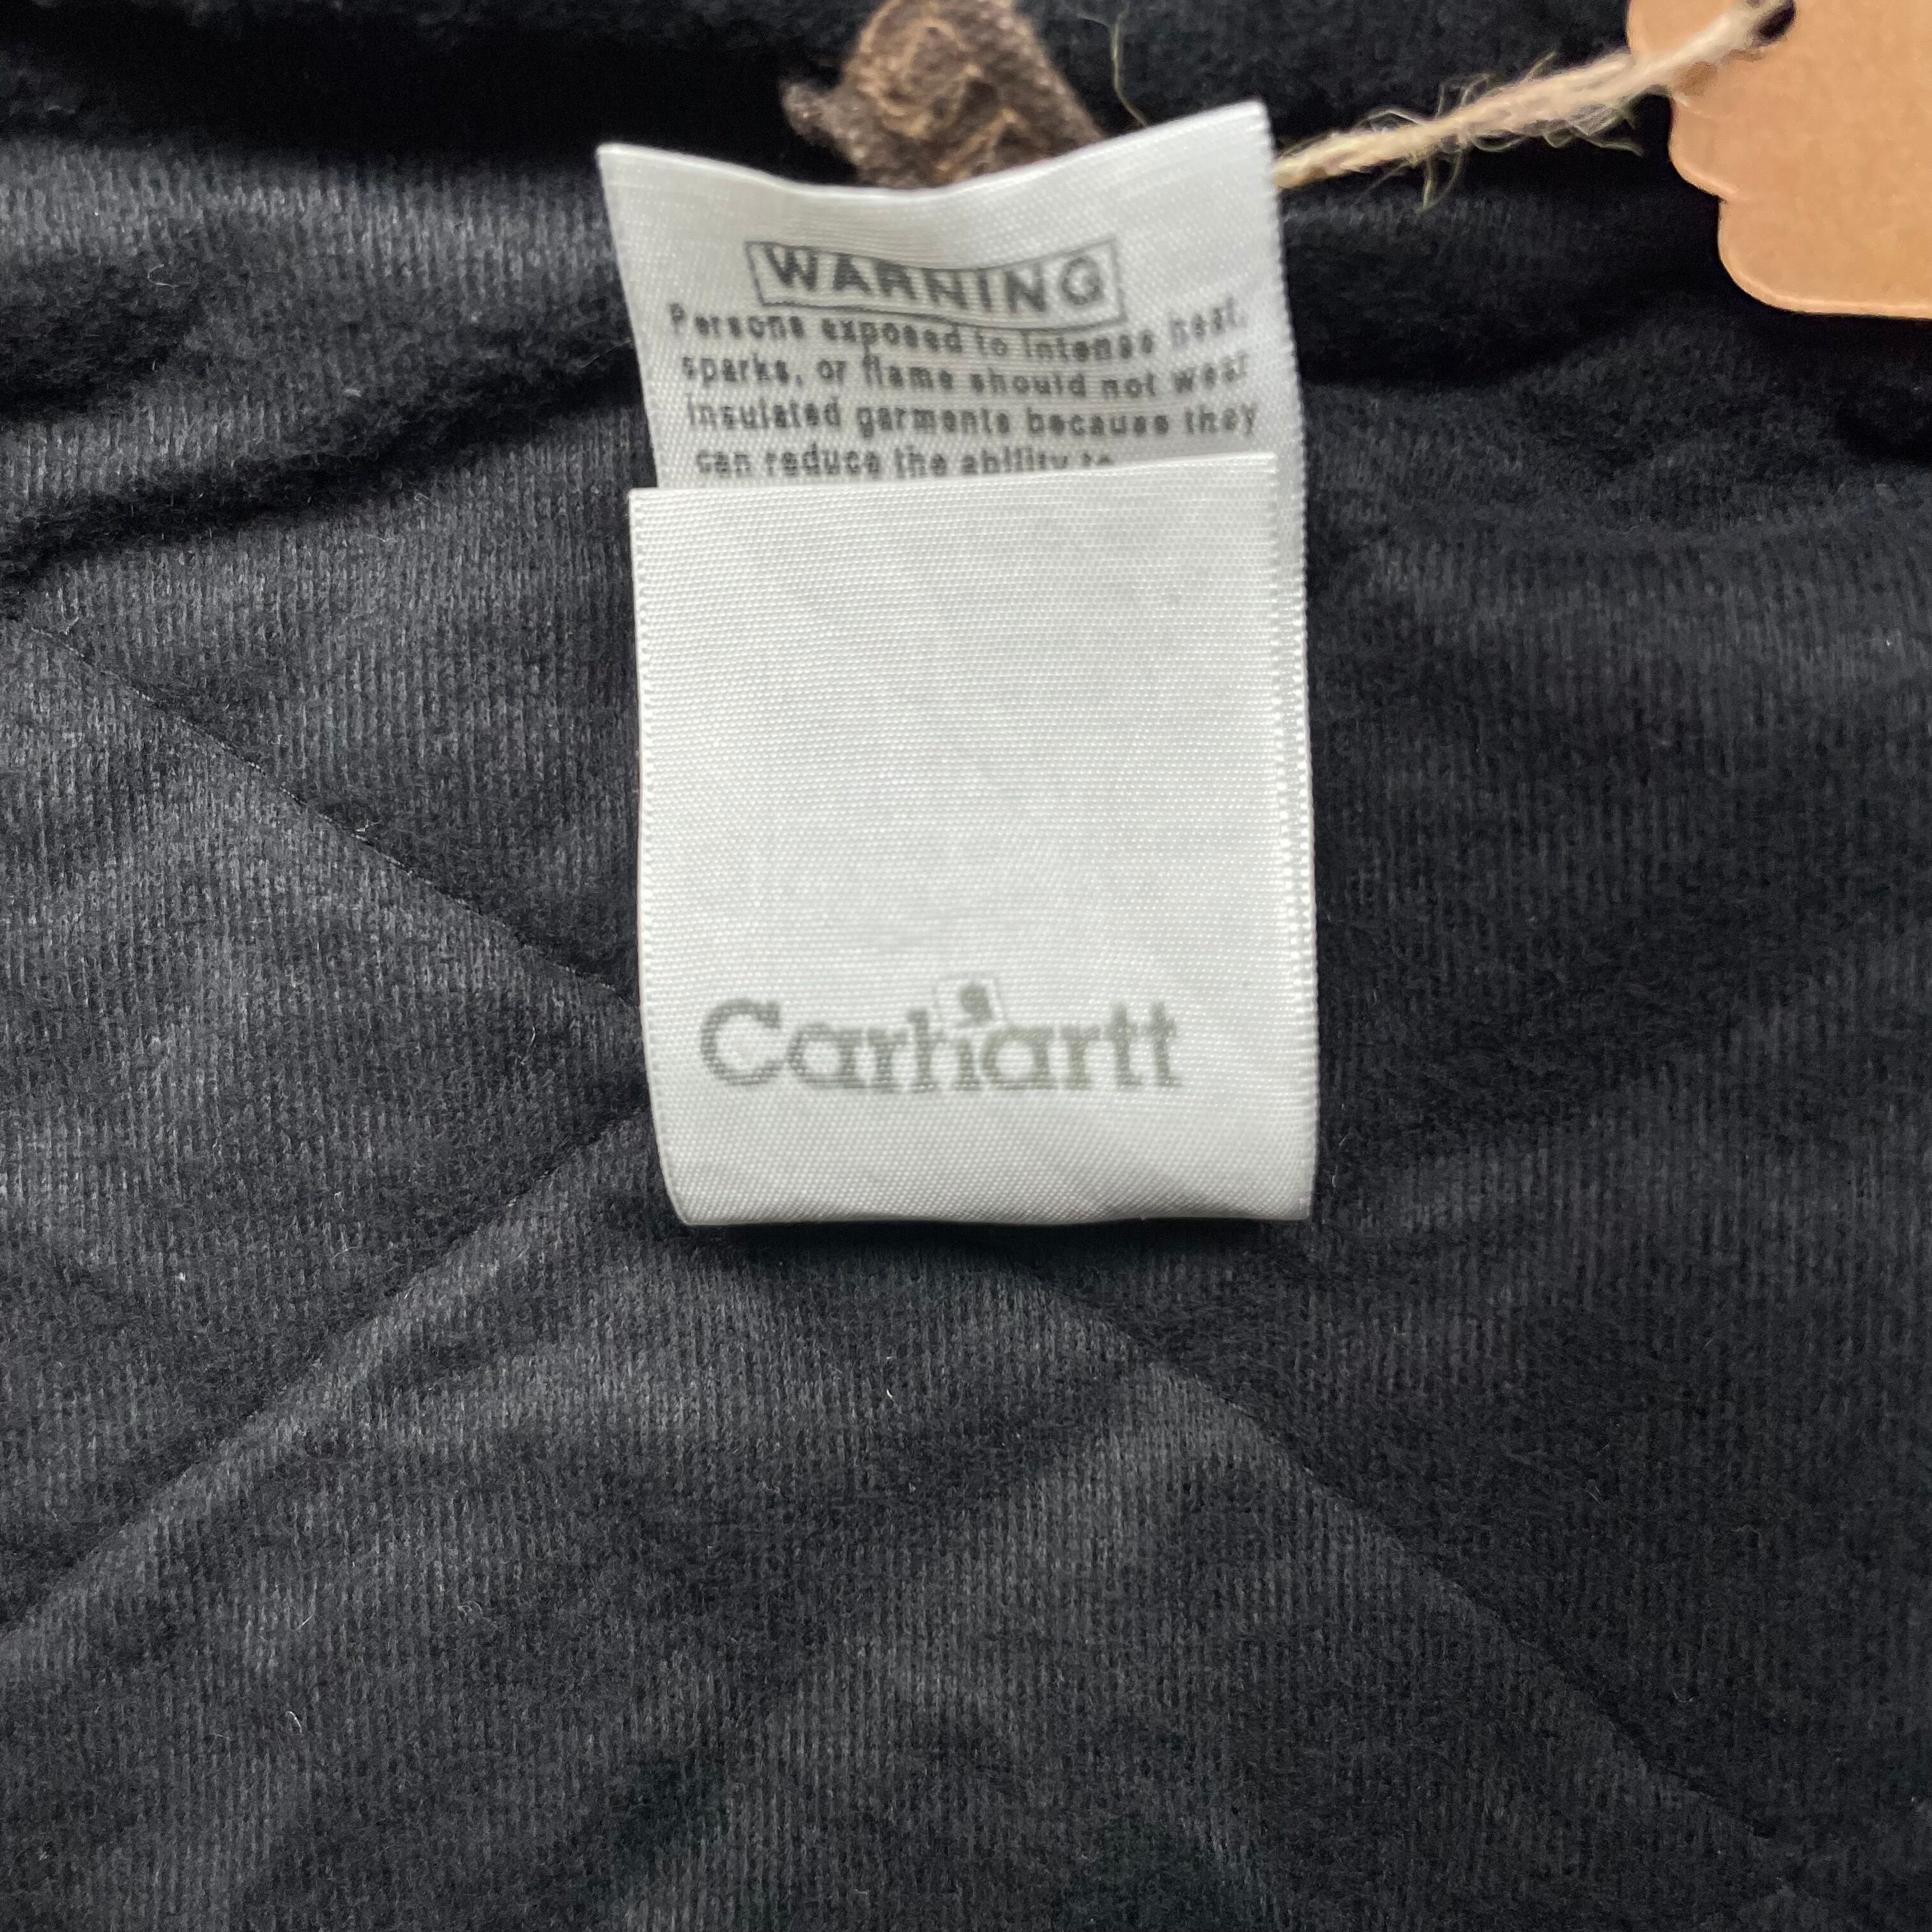 WARNING
Persons exposed to intense heat,
sparks, or flame should not wear
insulated garments because they
can reduce the ability to
Carhartt